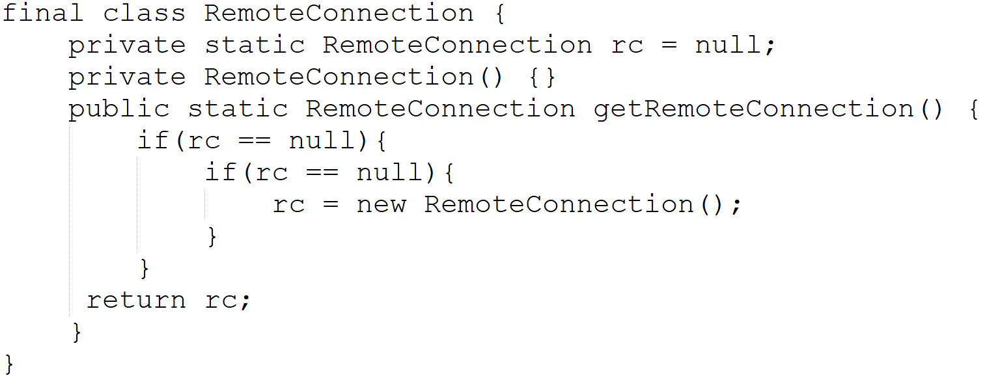 final class RemoteConnection {
    private static RemoteConnection rc = null;
    private RemoteConnection() {}
    public static RemoteConnection getRemoteConnection() {
        if(rc == null){
            if(rc == null){
                rc = new RemoteConnection();
            }
        }
     return rc;
    }
}